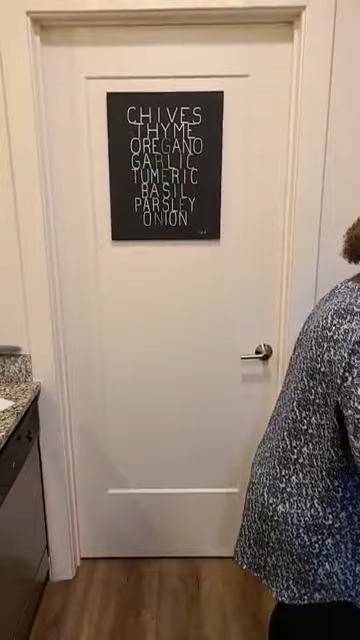 CHIVES
THYME
OREGANO
GARLIC
TUMERIC
BASIL
PARSLEY
ONION